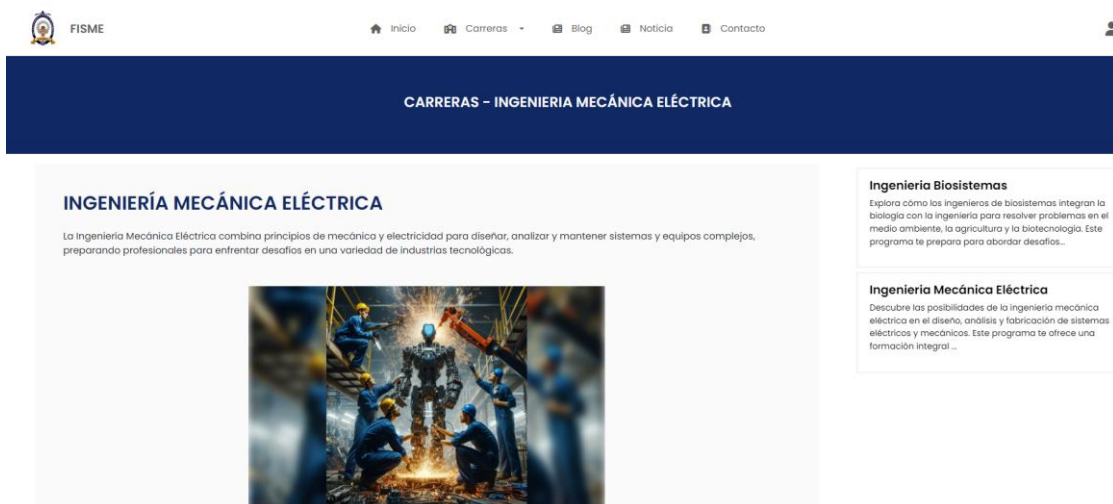 FISME
Inicio
Carreras
Blog
Noticia
Contacto
CARRERAS - INGENIERIA MECÁNICA ELÉCTRICA
INGENIERÍA MECÁNICA ELÉCTRICA
La Ingeniería Mecánica Eléctrica combina principios de mecánica y electricidad para diseñar, analizar y mantener sistemas y equipos complejos,
preparando profesionales para enfrentar desafíos en una variedad de industrias tecnológicas.
Ingenieria Biosistemas
Explora cómo los ingenieros de biosistemas integran la
biología con la ingeniería para resolver problemas en el
medio ambiente, la agricultura y la biotecnología. Este
programa te prepara para abordar desafíos...
Ingenieria Mecánica Eléctrica
Descubre las posibilidades de la ingeniería mecánica
eléctrica en el diseño, análisis y fabricación de sistemas
eléctricos y mecánicos. Este programa te ofrece una
formación integral ...